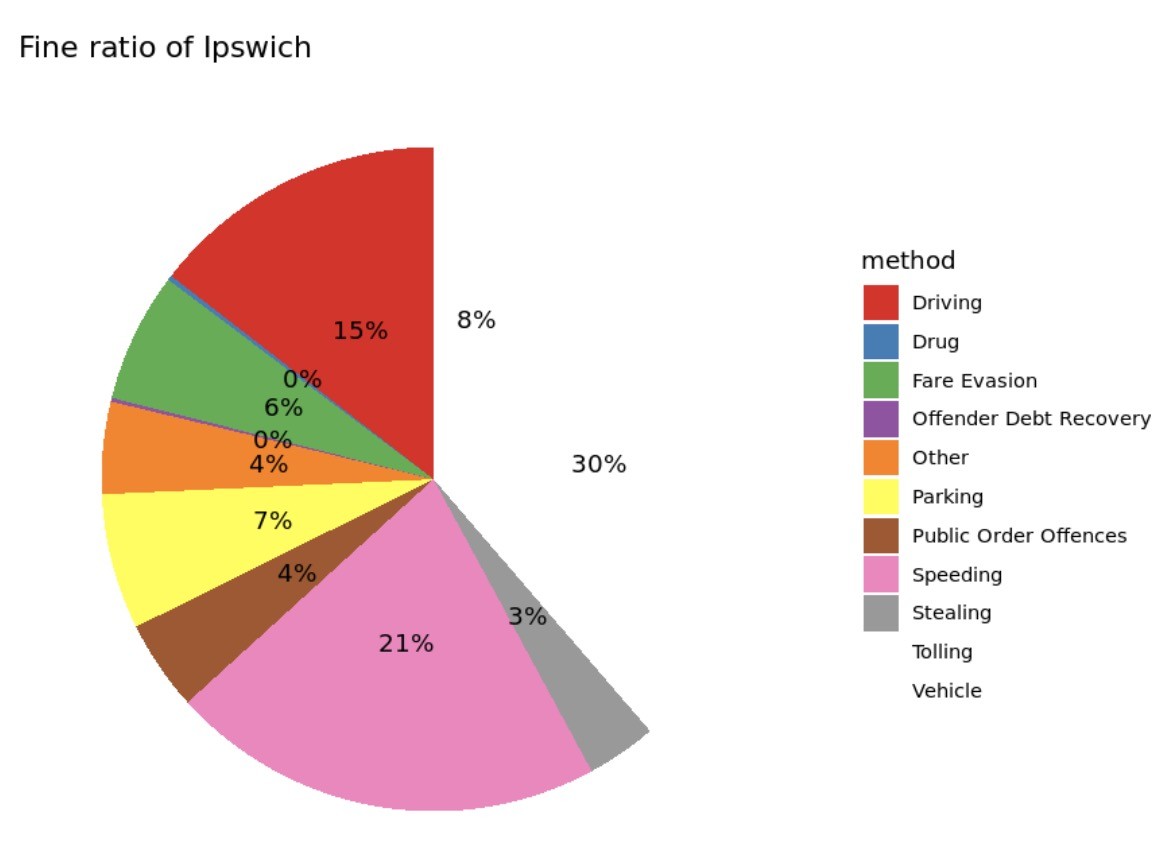 Fine ratio of Ipswich
8%
15%
0%
6%
0%
4%
30%
7%
4%
3%
21%
method
Driving
Drug
Fare Evasion
Offender Debt Recovery
Other
Parking
Public Order Offences
Speeding
Stealing
Tolling
Vehicle